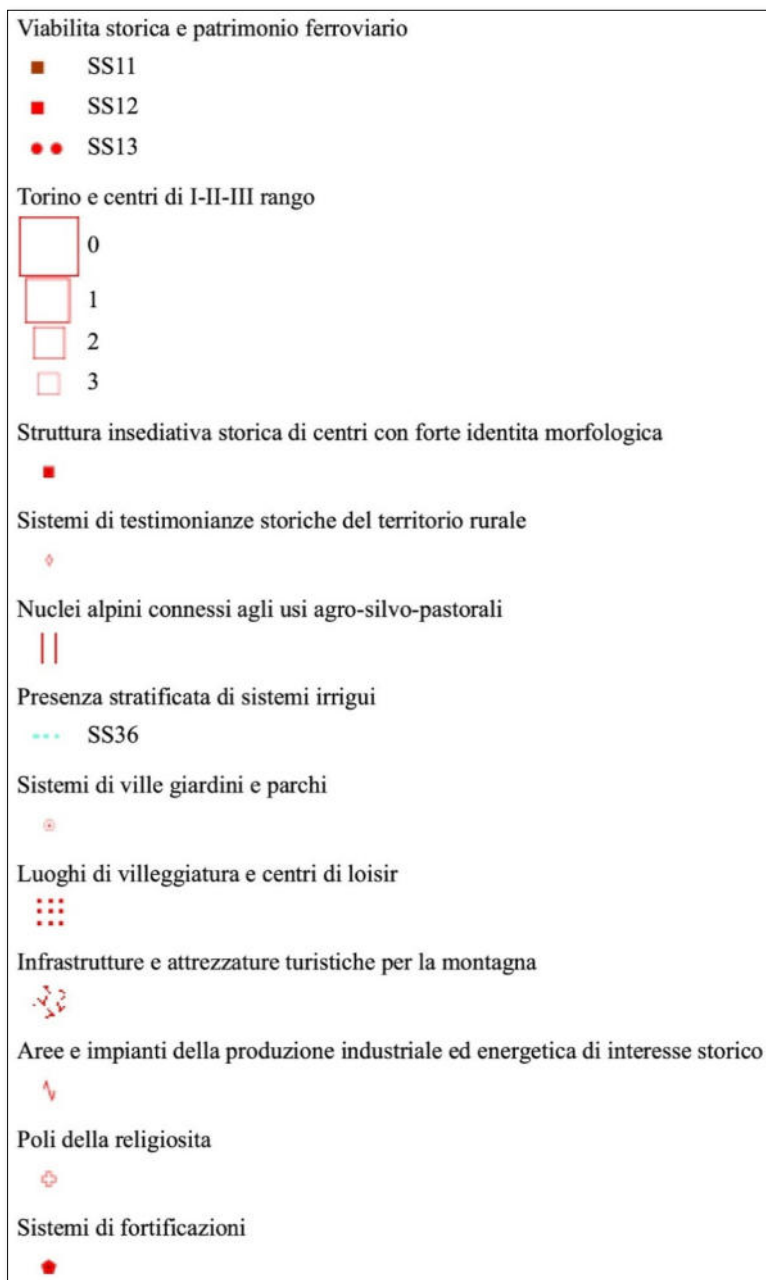 Viabilita storica e patrimonio ferroviario
SS11
SS12
SS13
Torino e centri di I-II-III rango
0
1
2
3
Struttura insediativa storica di centri con forte identita morfologica
Sistemi di testimonianze storiche del territorio rurale
Nuclei alpini connessi agli usi agro-silvo-pastorali
Presenza stratificata di sistemi irrigui
SS36
Sistemi di ville giardini e parchi
Luoghi di villeggiatura e centri di loisir
Infrastrutture e attrezzature turistiche per la montagna
Aree e impianti della produzione industriale ed energetica di interesse storico
Poli della religiosita
Sistemi di fortificazioni